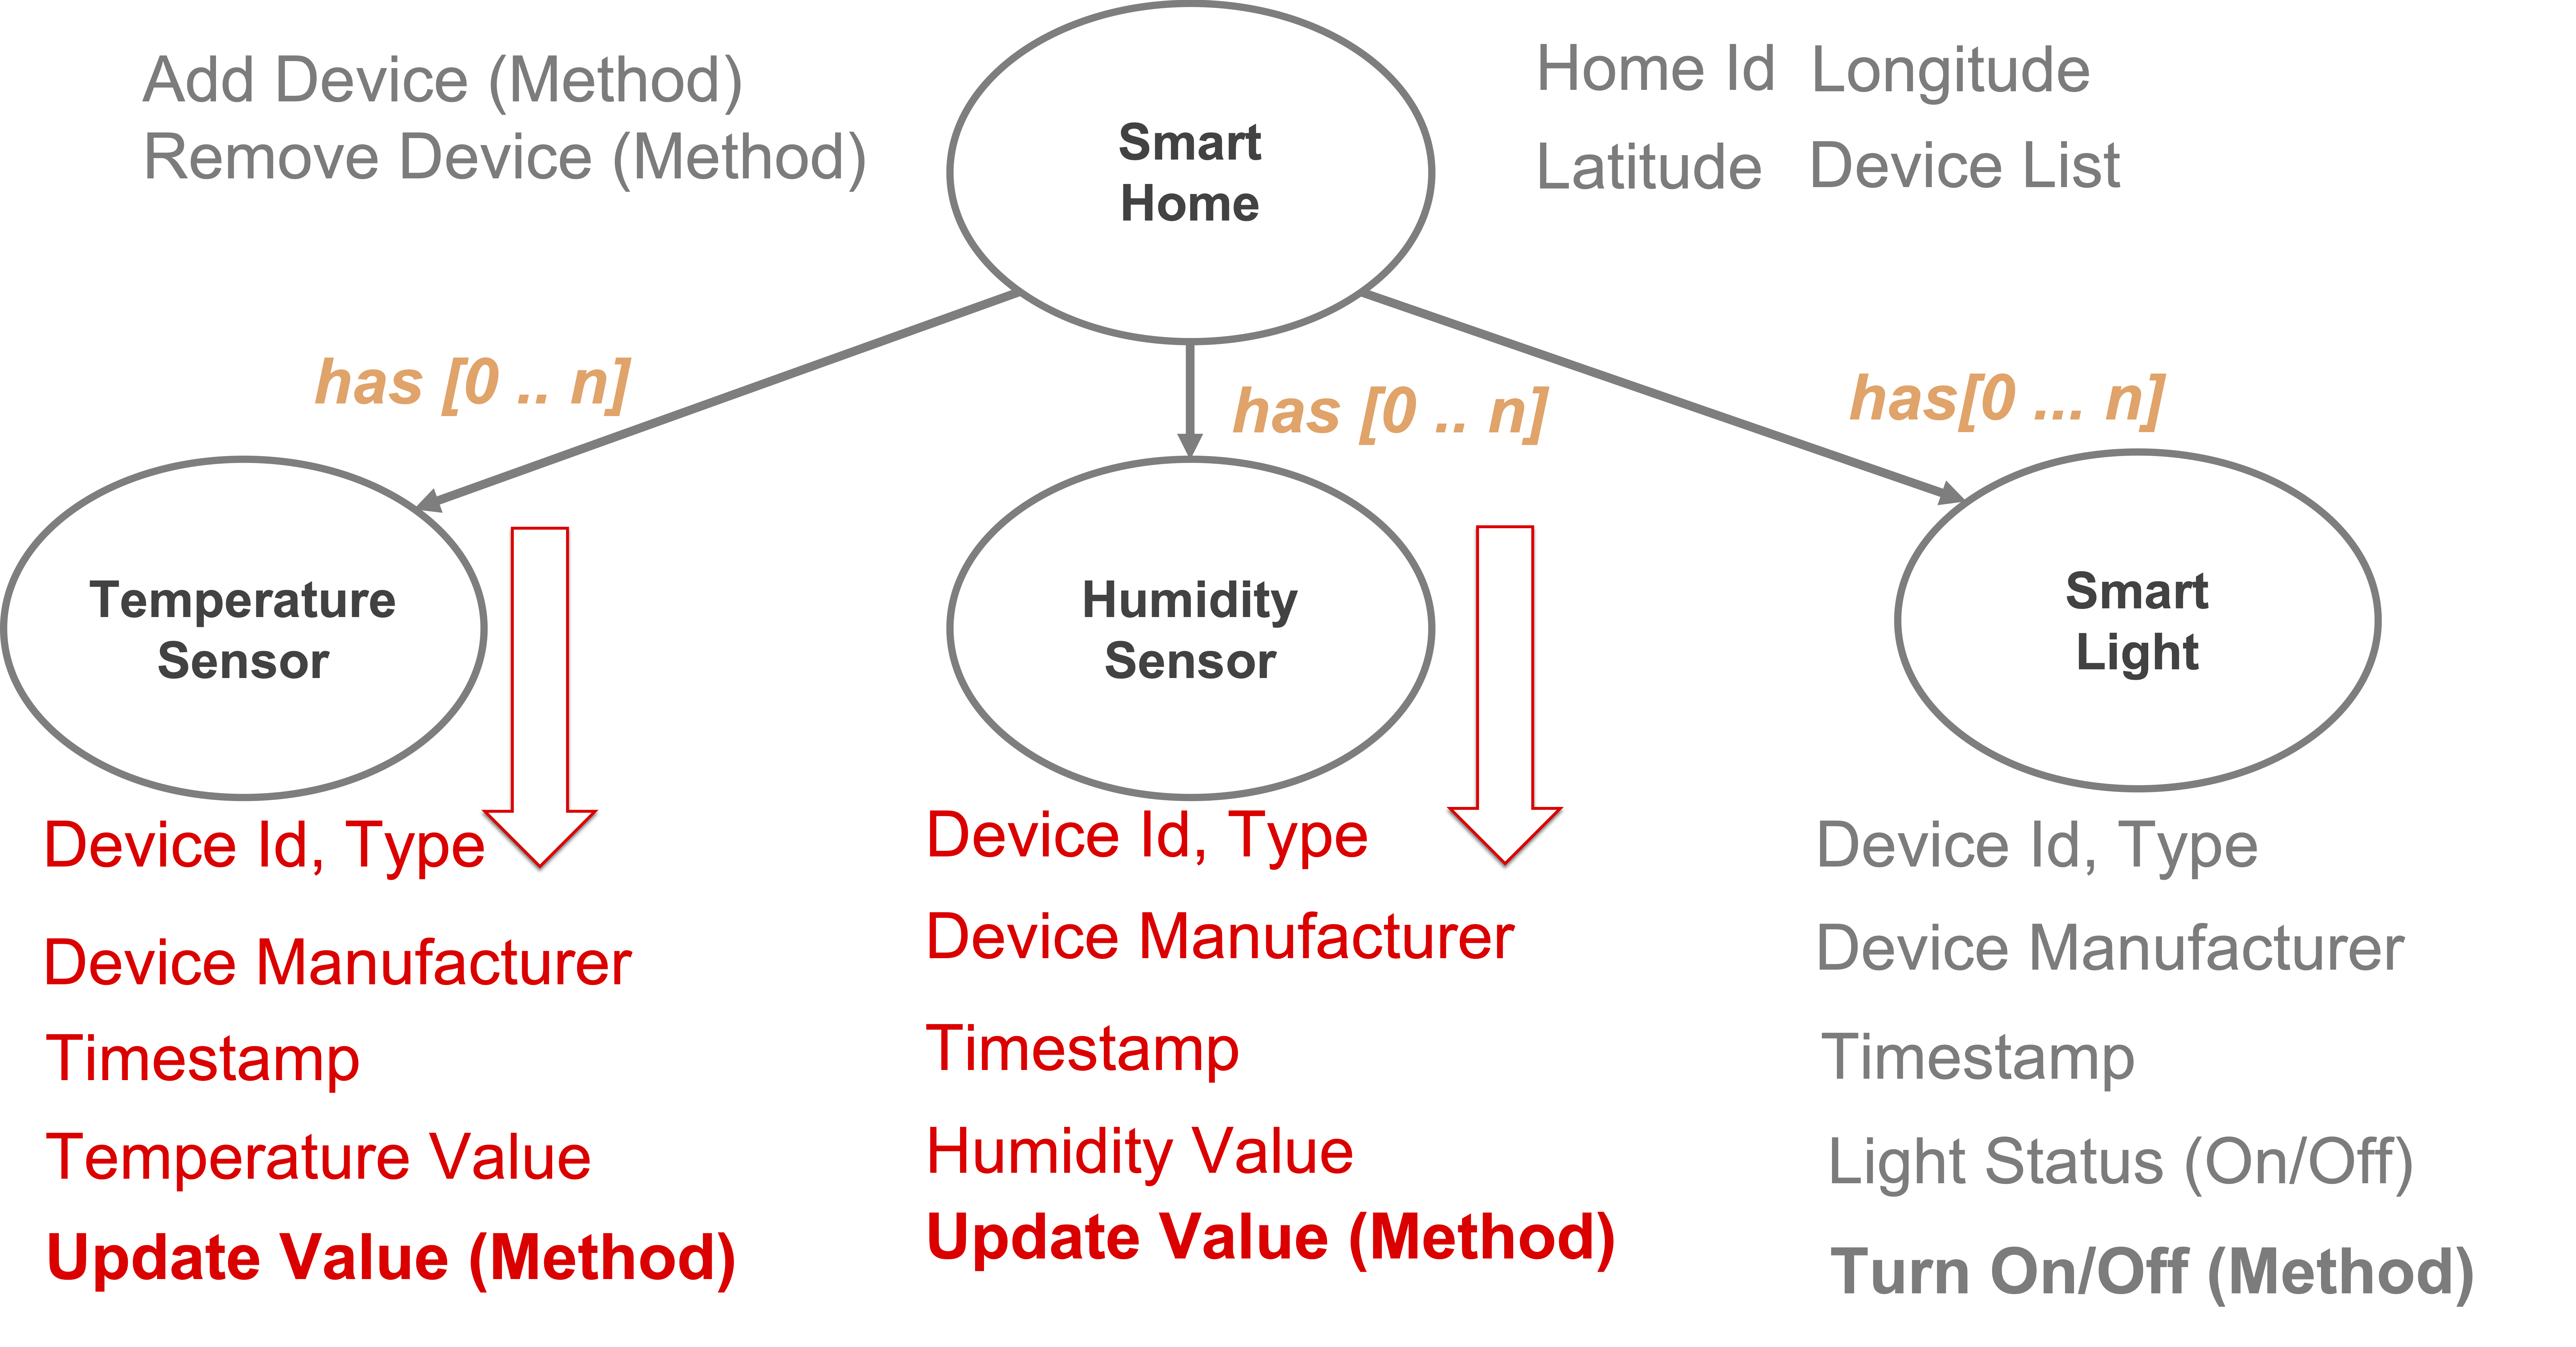 Add Device (Method)
Remove Device (Method)
Smart
Home
Home Id Longitude
Latitude Device List
has [0 .. n]
has [0 .. n]
has[0 ... n]
Temperature
Sensor
Device Id, Type
Device Manufacturer
Timestamp
Temperature Value
Update Value (Method)
Humidity
Sensor
Device Id, Type
Device Manufacturer
Timestamp
Humidity Value
Update Value (Method)
Smart
Light
Device Id, Type
Device Manufacturer
Timestamp
Light Status (On/Off)
Turn On/Off (Method)